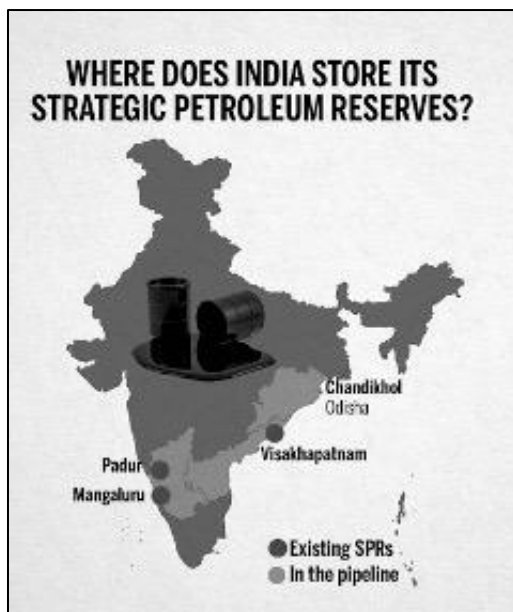 WHERE DOES INDIA STORE ITS
STRATEGIC PETROLEUM RESERVES?
Chandikhol
Odisha
Visakhapatnam
Padur
Mangaluru
Existing SPRs
In the pipeline